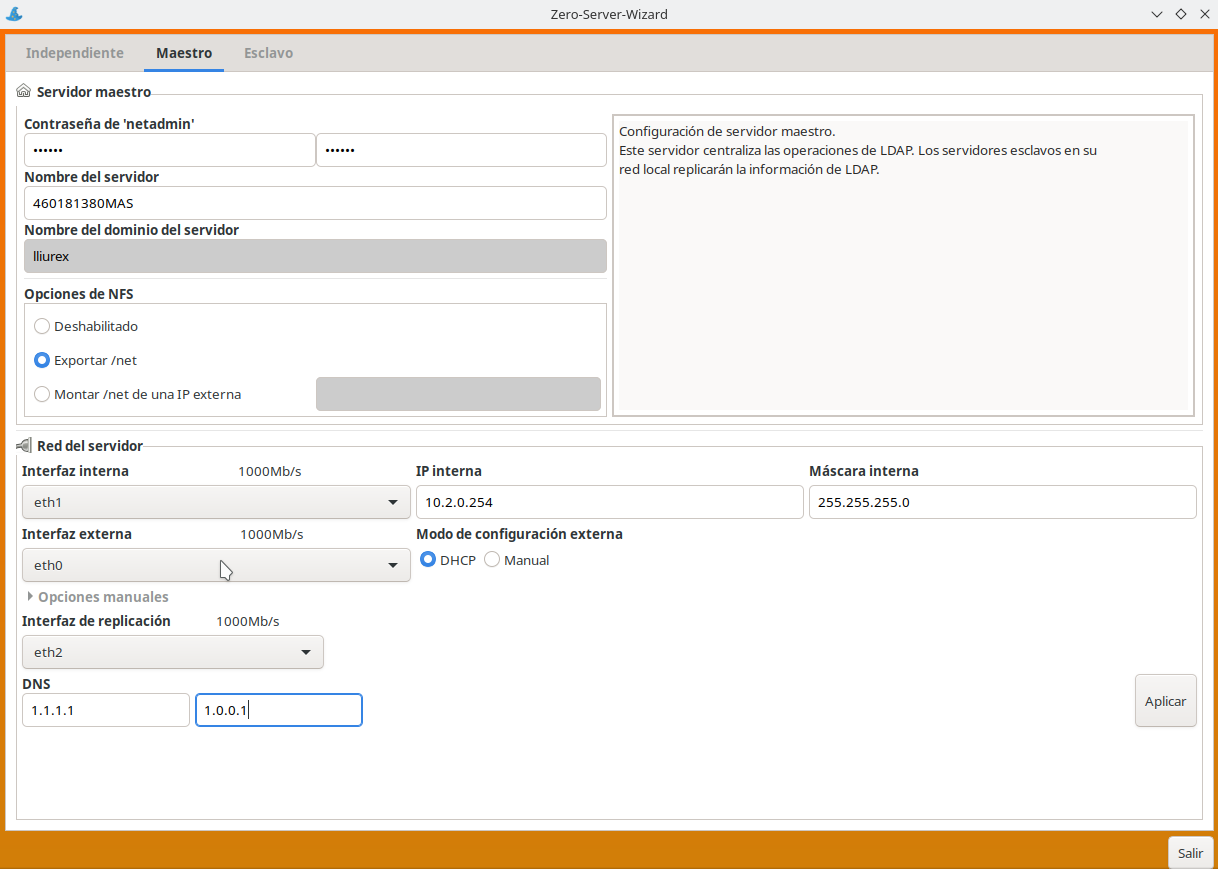 Zero-Server-Wizard
Independiente Maestro Esclavo
Servidor maestro
Contraseña de 'netadmin'
•••••• ••••••
Nombre del servidor
460181380MAS
Nombre del dominio del servidor
lliurex
Opciones de NFS
Deshabilitado
Exportar /net
Montar /net de una IP externa
Configuración de servidor maestro.
Este servidor centraliza las operaciones de LDAP. Los servidores esclavos en su
red local replicarán la información de LDAP.
Red del servidor
Interfaz interna 1000Mb/s IP interna Máscara interna
eth1 10.2.0.254 255.255.255.0
Interfaz externa 1000Mb/s Modo de configuración externa
eth0 DHCP Manual
Opciones manuales
Interfaz de replicación 1000Mb/s
eth2
DNS
1.1.1.1 1.0.0.1
Aplicar
Salir